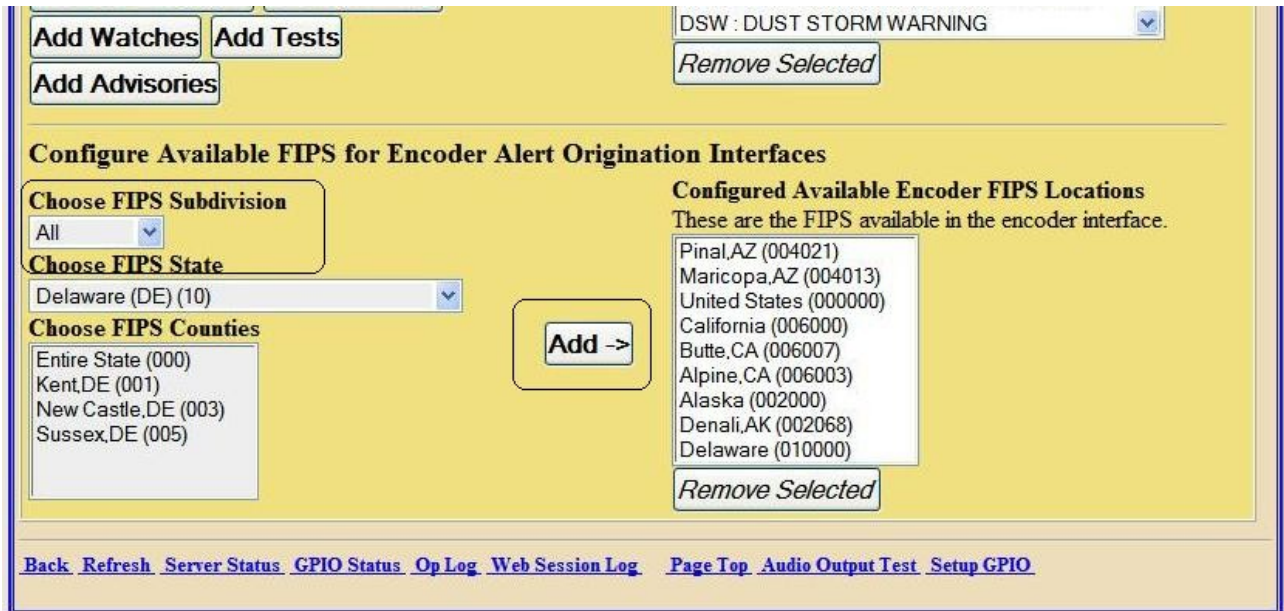 Add Watches Add Tests
Add Advisories
DSW : DUST STORM WARNING
Remove Selected
Configure Available FIPS for Encoder Alert Origination Interfaces
Choose FIPS Subdivision
All
Choose FIPS State
Delaware (DE) (10)
Choose FIPS Counties
Entire State (000)
Kent,DE (001)
New Castle,DE (003)
Sussex,DE (005)
Add ->
Configured Available Encoder FIPS Locations
These are the FIPS available in the encoder interface.
Pinal,AZ (004021)
Maricopa,AZ (004013)
United States (000000)
California (006000)
Butte,CA (006007)
Alpine,CA (006003)
Alaska (002000)
Denali,AK (002068)
Delaware (010000)
Remove Selected
Back Refresh Server Status GPIO Status Op Log Web Session Log Page Top Audio Output Test Setup GPIO